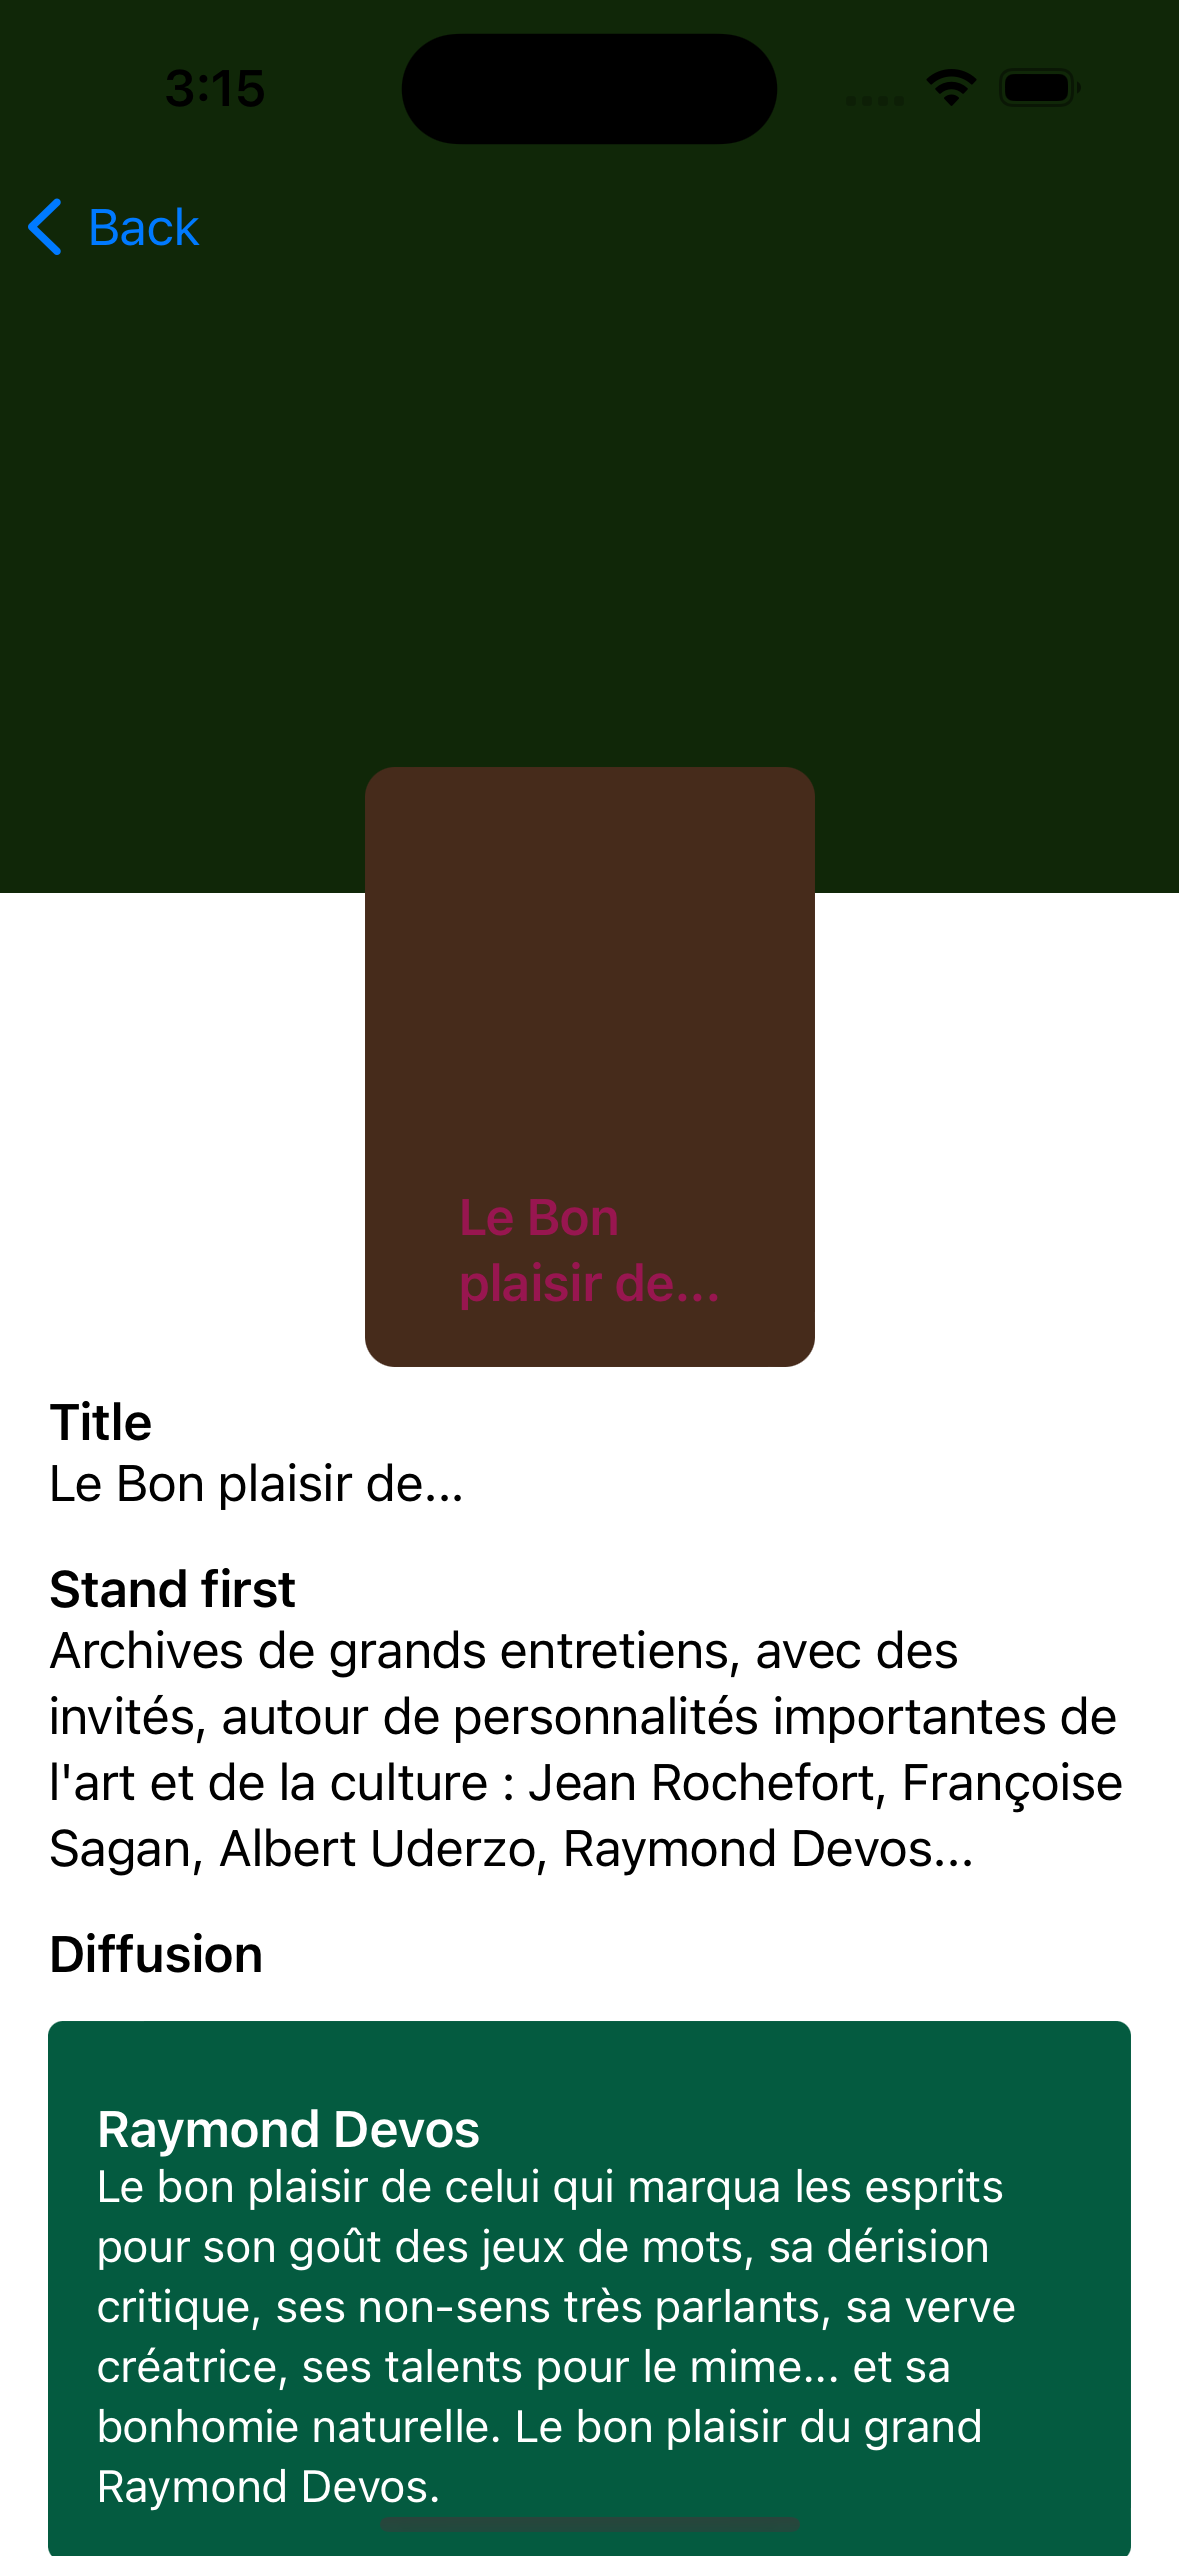 3:15
Back
Le Bon
plaisir de...
Title
Le Bon plaisir de...
Stand first
Archives de grands entretiens, avec des
invités, autour de personnalités importantes de
l'art et de la culture : Jean Rochefort, Françoise
Sagan, Albert Uderzo, Raymond Devos...
Diffusion
Raymond Devos
Le bon plaisir de celui qui marqua les esprits
pour son goût des jeux de mots, sa dérision
critique, ses non-sens très parlants, sa verve
créatrice, ses talents pour le mime... et sa
bonhomie naturelle. Le bon plaisir du grand
Raymond Devos.